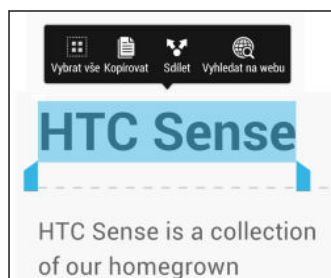 Vybrat vše Kopírovat Sdílet Vyhledat na webu
HTC Sense
HTC Sense is a collection
of our homegrown